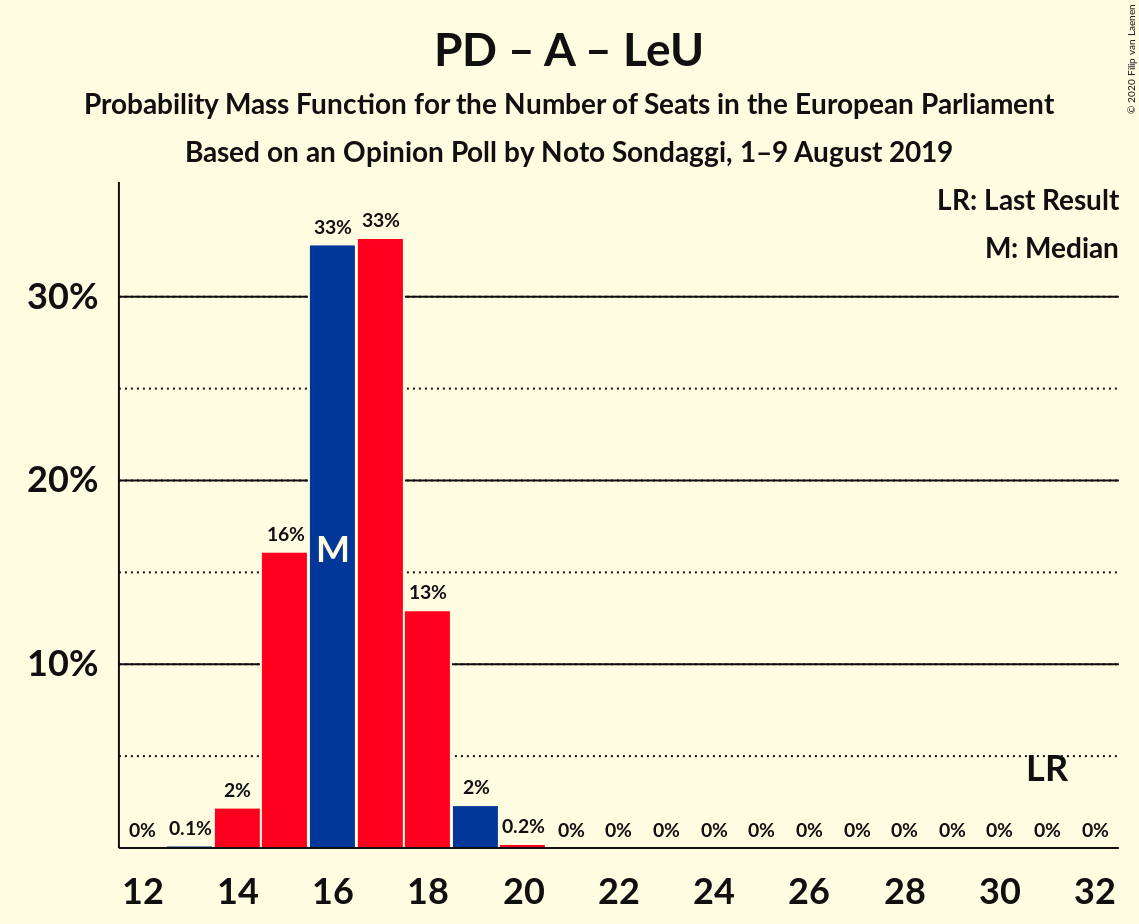 PD – A – LeU
Probability Mass Function for the Number of Seats in the European Parliament
Based on an Opinion Poll by Noto Sondaggi, 1–9 August 2019
© 2020 Filip van Laenen
LR: Last Result
M: Median
30%
20%
10%
0% 0.1% 2% 16% 33% 33% 13% 2% 0.2% 0% 0% 0% 0% 0% 0% 0% 0% 0% 0% 0% 0%
M
LR
12 14 16 18 20 22 24 26 28 30 32